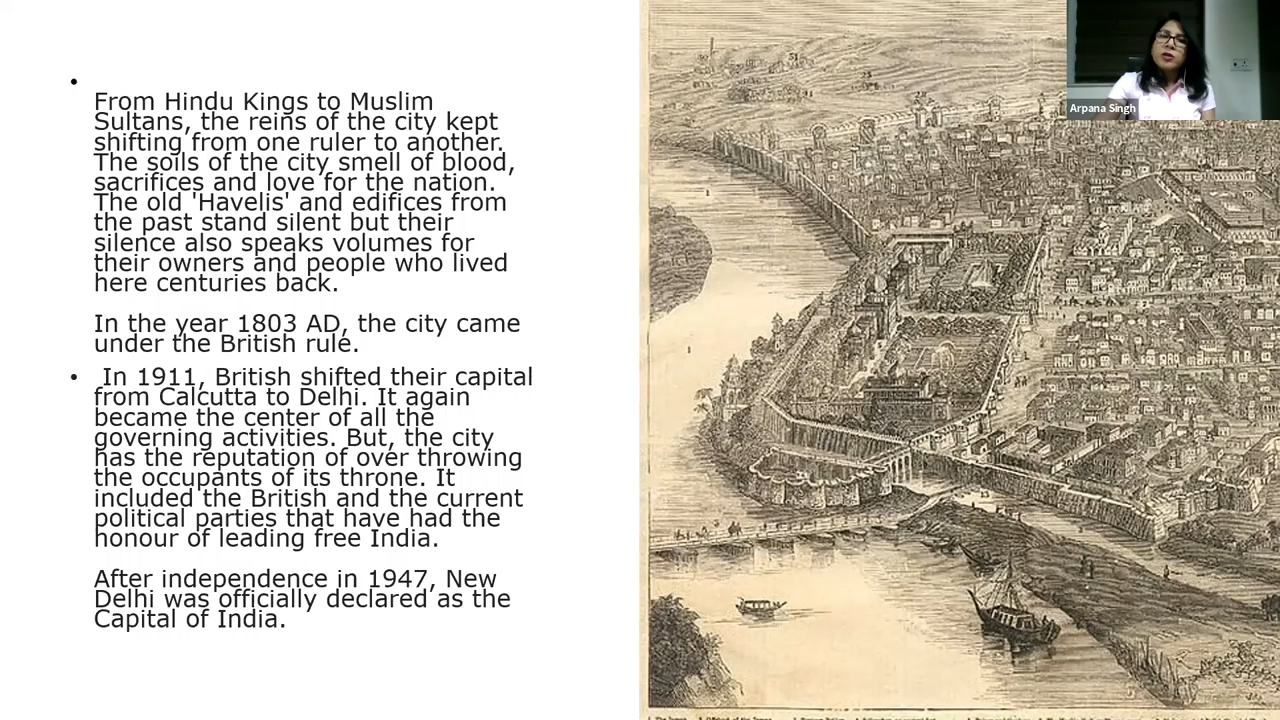 Arpana Singh
From Hindu Kings to Muslim
Sultans, the reins of the city kept
shifting from one ruler to another.
The soils of the city smell of blood,
sacrifices and love for the nation.
The old 'Havelis' and edifices from
the past stand silent but their
silence also speaks volumes for
their owners and people who lived
here centuries back.
In the year 1803 AD, the city came
under the British rule.
In 1911, British shifted their capital
from Calcutta to Delhi. It again
became the center of all the
governing activities. But, the city
has the reputation of over throwing
the occupants of its throne. It
included the British and the current
political parties that have had the
honour of leading free India.
After independence in 1947, New
Delhi was officially declared as the
Capital of India.